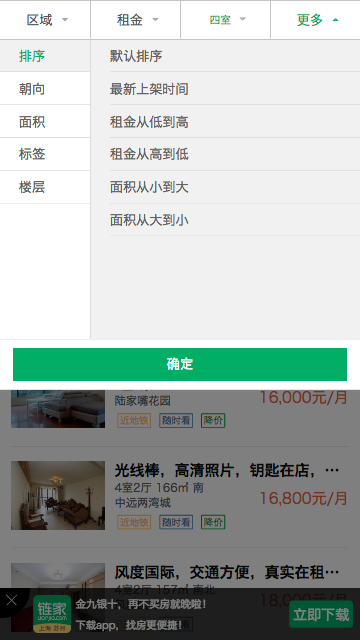 区域 租金 四室 更多
排序 默认排序
朝向 最新上架时间
面积 租金从低到高
标签 租金从高到低
楼层 面积从小到大
面积从大到小
确定
陆家嘴花园 16,000元/月
近地铁 随时看 降价
光线棒，高清照片，钥匙在店，…
4室2厅 166㎡ 南
中远两湾城 16,800元/月
近地铁 随时看 降价
风度国际，交通方便，真实在租…
4室2厅 157㎡ 南北
18,000元/月
链家 金九银十，再不买房就晚啦！
lianjia.com 上海 苏州 下载app，找房更便捷！
立即下载